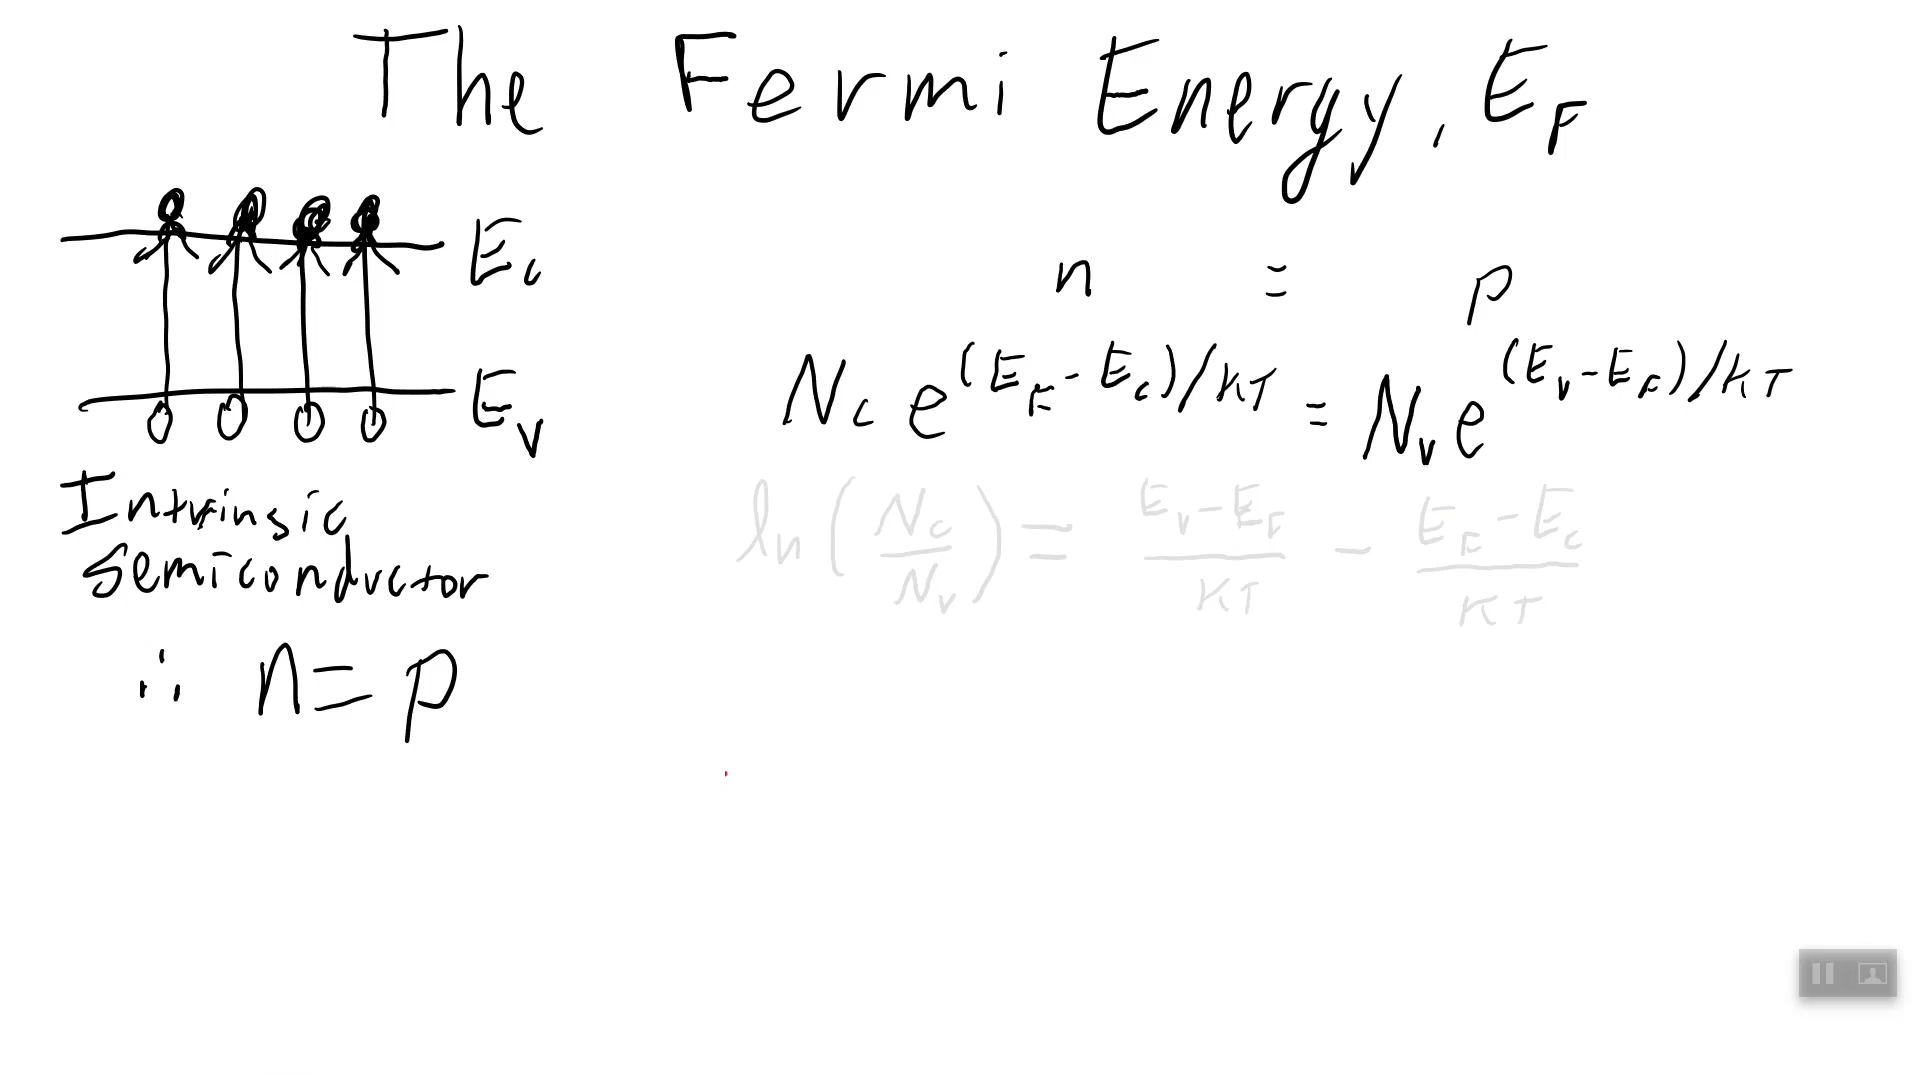 The Fermi Energy, E_F
E_c
E_v
Intrinsic
semiconductor
∴ n = p
n = p
N_c e^{(E_F - E_c)/KT} = N_v e^{(E_v - E_F)/KT}
ln(N_c/N_v) = (E_v - E_F)/KT - (E_F - E_c)/KT